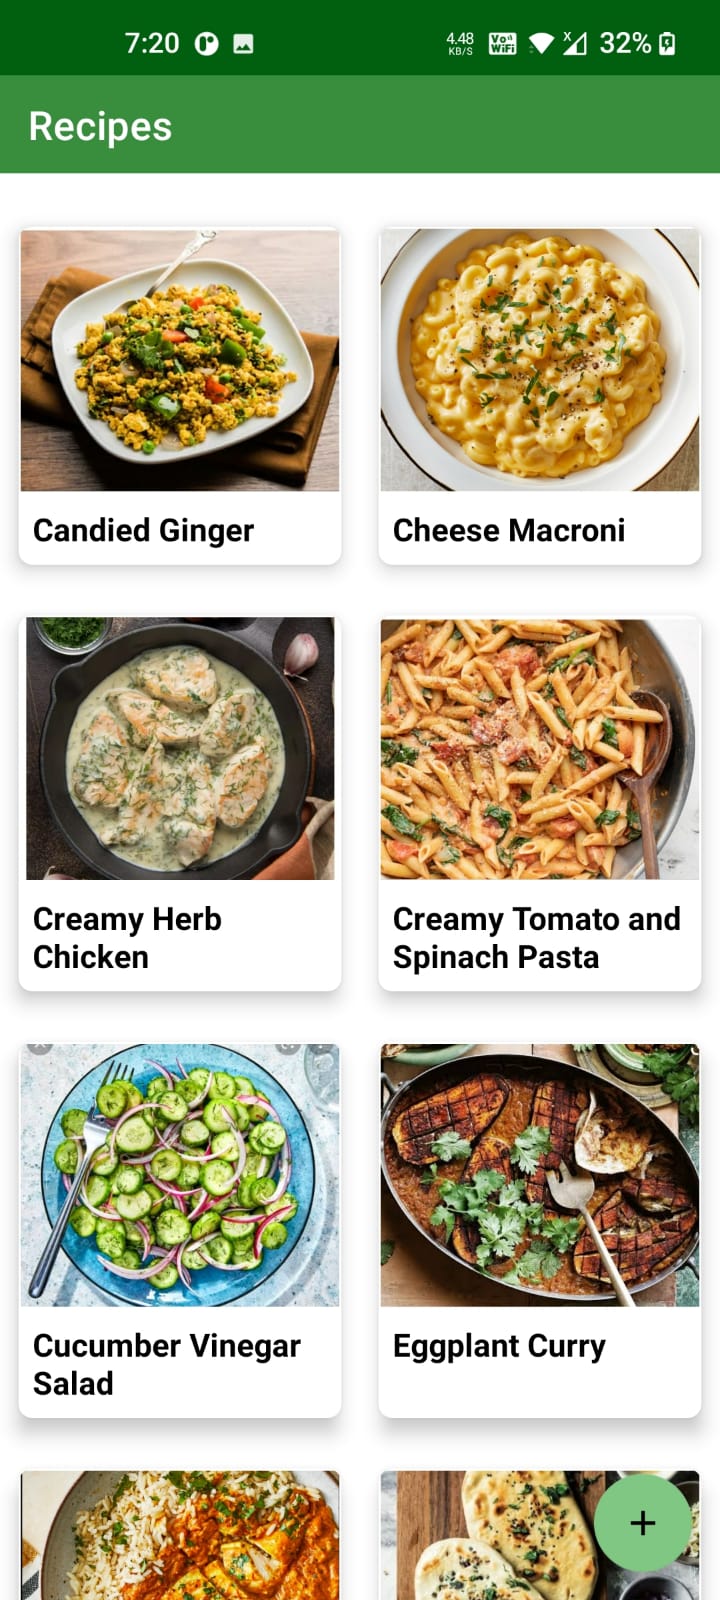 7:20
4.48
KB/S
Vo
WiFi
X
32%
Recipes
Candied Ginger
Cheese Macroni
Creamy Herb
Chicken
Creamy Tomato and
Spinach Pasta
Cucumber Vinegar
Salad
Eggplant Curry
+